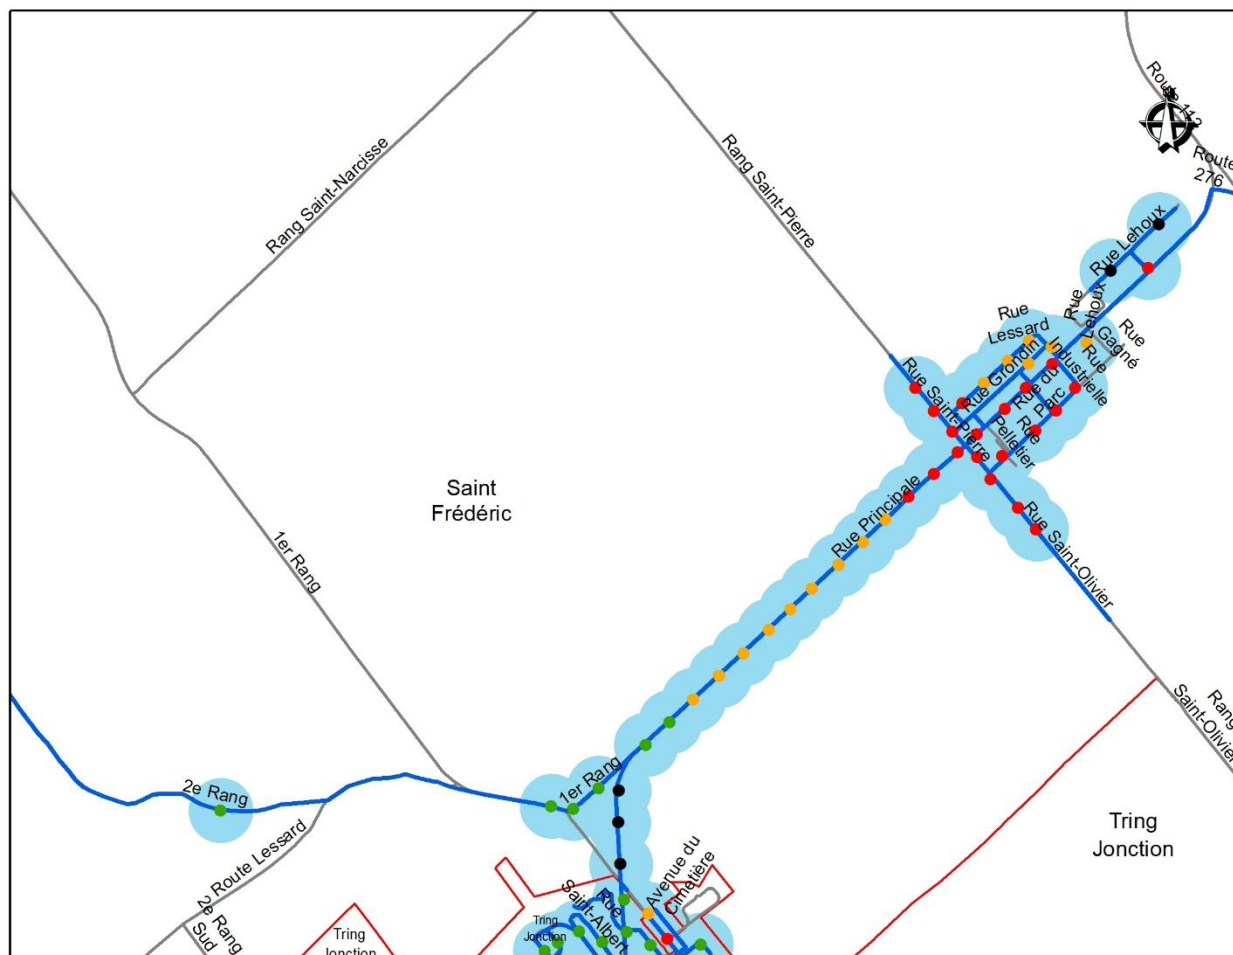 Route 112
Route
276
Rang Saint-Narcisse
Rang Saint-Pierre
Rue Lehoux
Rue
Lehoux
Rue
Lessard
Rue
Gagné
Rue Grondin
Rue
Industrielle
Rue du
Parc
Rue Saint-Pierre
Rue
Pelletier
Saint
Frédéric
Rue Principale
1er Rang
Rue Saint-Olivier
Rang
Saint-Olivier
2e Rang
1er Rang
Tring
Jonction
2e Route Lessard
Avenue du
Cimetière
Rue
Saint-Albert
2e Rang
Sud
Tring
Jonction
Tring
Jonction